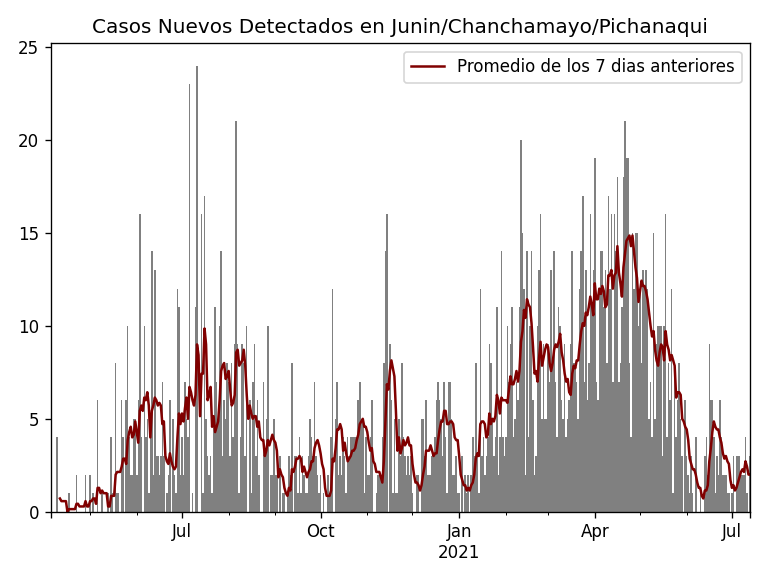 Casos Nuevos Detectados en Junin/Chanchamayo/Pichanaqui
Promedio de los 7 dias anteriores
25
20
15
10
5
0
Jul
Oct
Jan
Apr
Jul
2021